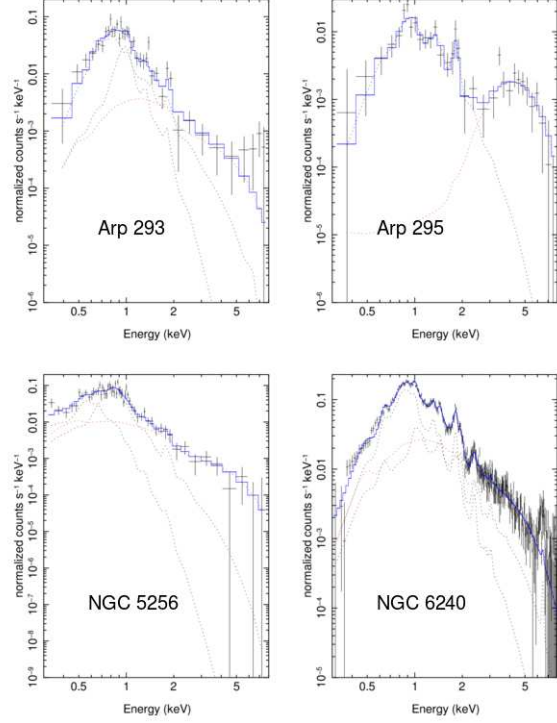 normalized counts s⁻¹ keV⁻¹
0.1
0.01
10⁻³
10⁻⁴
10⁻⁵
10⁻⁶
Arp 293
0.5 1 2 5
Energy (keV)
normalized counts s⁻¹ keV⁻¹
0.1
0.01
10⁻³
10⁻⁴
10⁻⁵
10⁻⁶
Arp 295
0.5 1 2 5
Energy (keV)
normalized counts s⁻¹ keV⁻¹
0.1
0.01
10⁻³
10⁻⁴
10⁻⁵
10⁻⁶
10⁻⁷
10⁻⁸
10⁻⁹
NGC 5256
0.5 1 2 5
Energy (keV)
normalized counts s⁻¹ keV⁻¹
0.1
0.01
10⁻³
10⁻⁴
10⁻⁵
NGC 6240
0.5 1 2 5
Energy (keV)